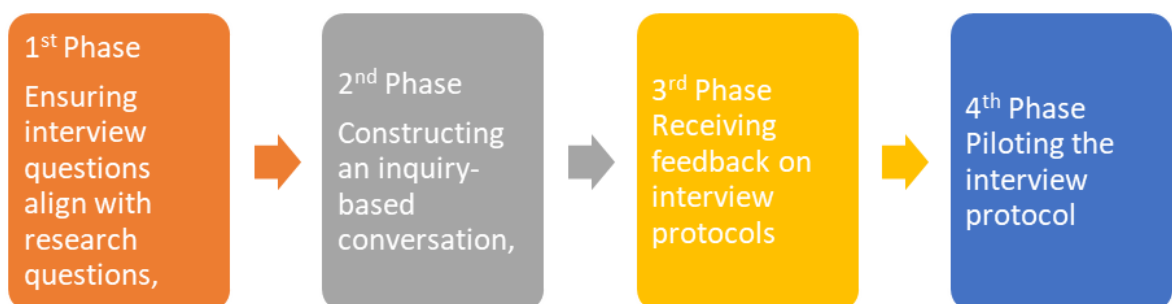 1st Phase
Ensuring
interview
questions
align with
research
questions,
2nd Phase
Constructing
an inquiry-
based
conversation,
3rd Phase
Receiving
feedback on
interview
protocols
4th Phase
Piloting the
interview
protocol